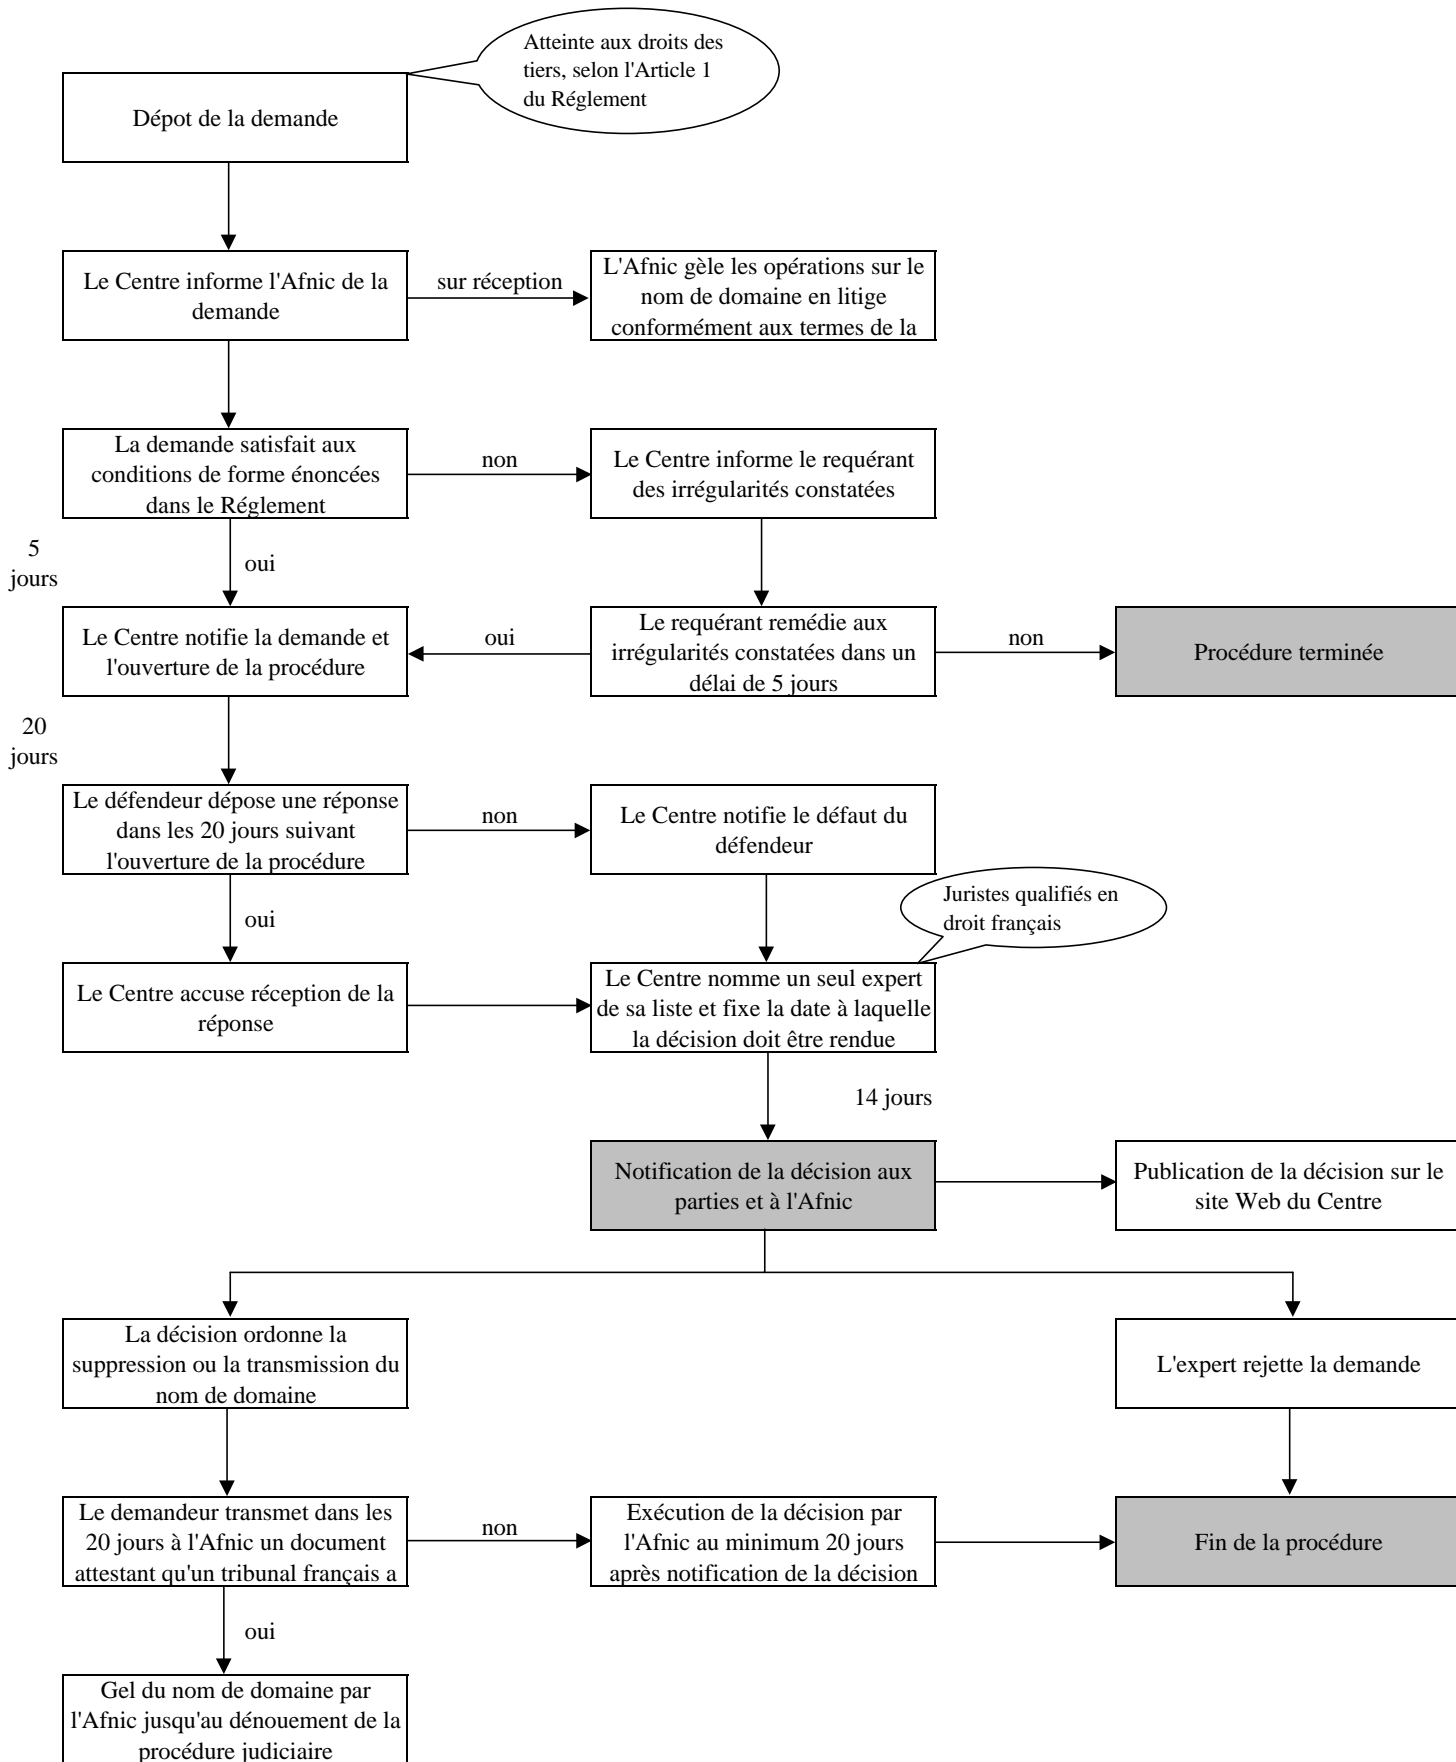 Atteinte aux droits des
tiers, selon l'Article 1
du Réglement
Dépot de la demande
Le Centre informe l'Afnic de la
demande
sur réception
L'Afnic gèle les opérations sur le
nom de domaine en litige
conformément aux termes de la
La demande satisfait aux
conditions de forme énoncées
dans le Réglement
non
Le Centre informe le requérant
des irrégularités constatées
5
jours
oui
Le Centre notifie la demande et
l'ouverture de la procédure
oui
Le requérant remédie aux
irrégularités constatées dans un
délai de 5 jours
non
Procédure terminée
20
jours
Le défendeur dépose une réponse
dans les 20 jours suivant
l'ouverture de la procédure
non
Le Centre notifie le défaut du
défendeur
Juristes qualifiés en
droit français
oui
Le Centre accuse réception de la
réponse
Le Centre nomme un seul expert
de sa liste et fixe la date à laquelle
la décision doit être rendue
14 jours
Notification de la décision aux
parties et à l'Afnic
Publication de la décision sur le
site Web du Centre
La décision ordonne la
suppression ou la transmission du
nom de domaine
L'expert rejette la demande
Le demandeur transmet dans les
20 jours à l'Afnic un document
attestant qu'un tribunal français a
non
Exécution de la décision par
l'Afnic au minimum 20 jours
après notification de la décision
Fin de la procédure
oui
Gel du nom de domaine par
l'Afnic jusqu'au dénouement de la
procédure judiciaire